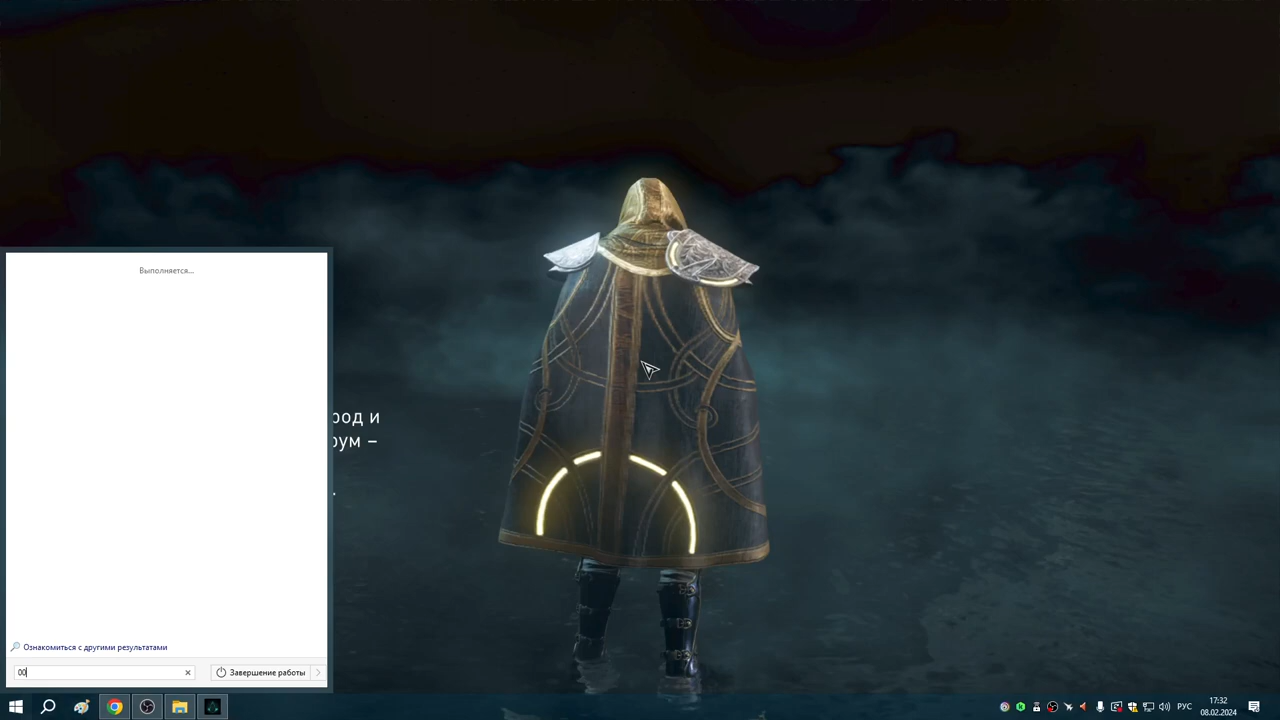 Выполняется...
род и
рум –
.
Ознакомиться с другими результатами
00
Завершение работы
РУС
17:32
08.02.2024